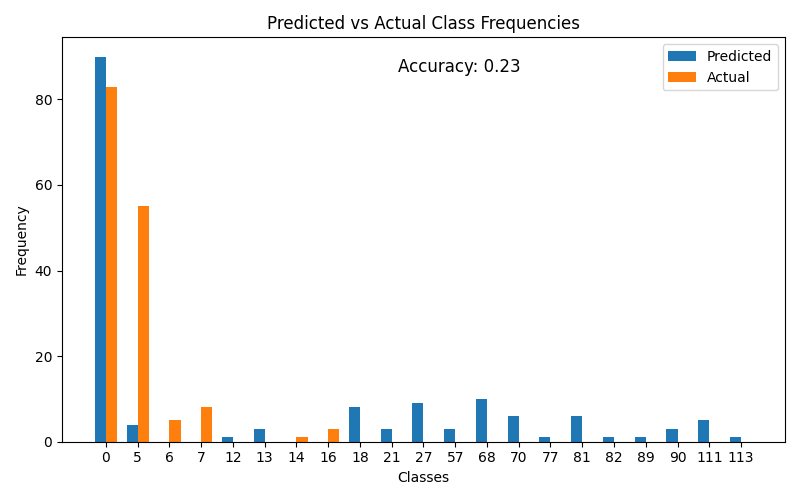 Predicted vs Actual Class Frequencies
Accuracy: 0.23
Predicted
Actual
Frequency
80
60
40
20
0
0 5 6 7 12 13 14 16 18 21 27 57 68 70 77 81 82 89 90 111 113
Classes